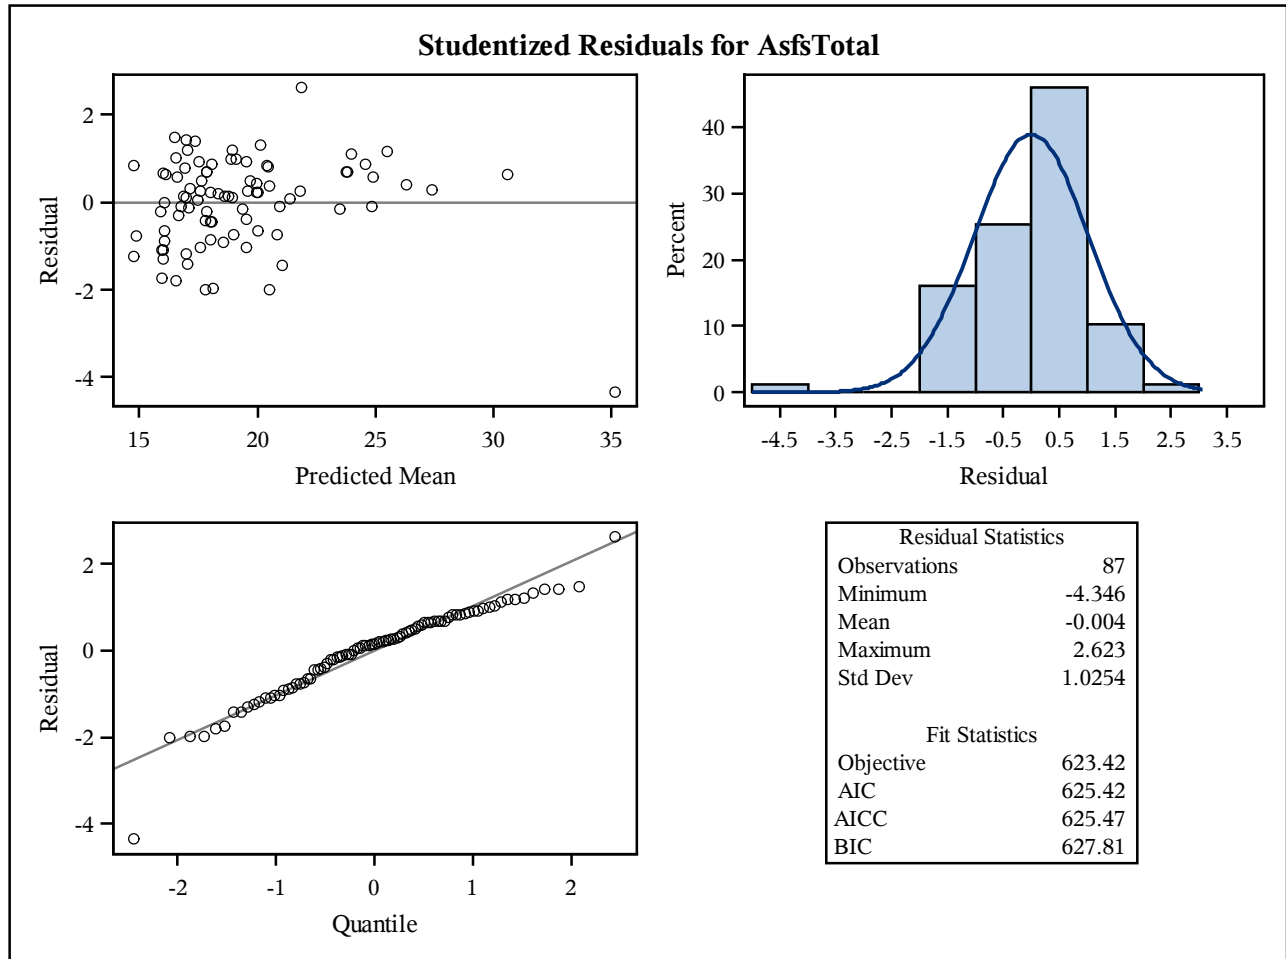 Studentized Residuals for AsfsTotal
2
0
-2
-4
Residual
15 20 25 30 35
Predicted Mean
40
30
20
10
0
Percent
-4.5 -3.5 -2.5 -1.5 -0.5 0.5 1.5 2.5 3.5
Residual
2
0
-2
-4
Residual
-2 -1 0 1 2
Quantile
Residual Statistics
Observations 87
Minimum -4.346
Mean -0.004
Maximum 2.623
Std Dev 1.0254
Fit Statistics
Objective 623.42
AIC 625.42
AICC 625.47
BIC 627.81